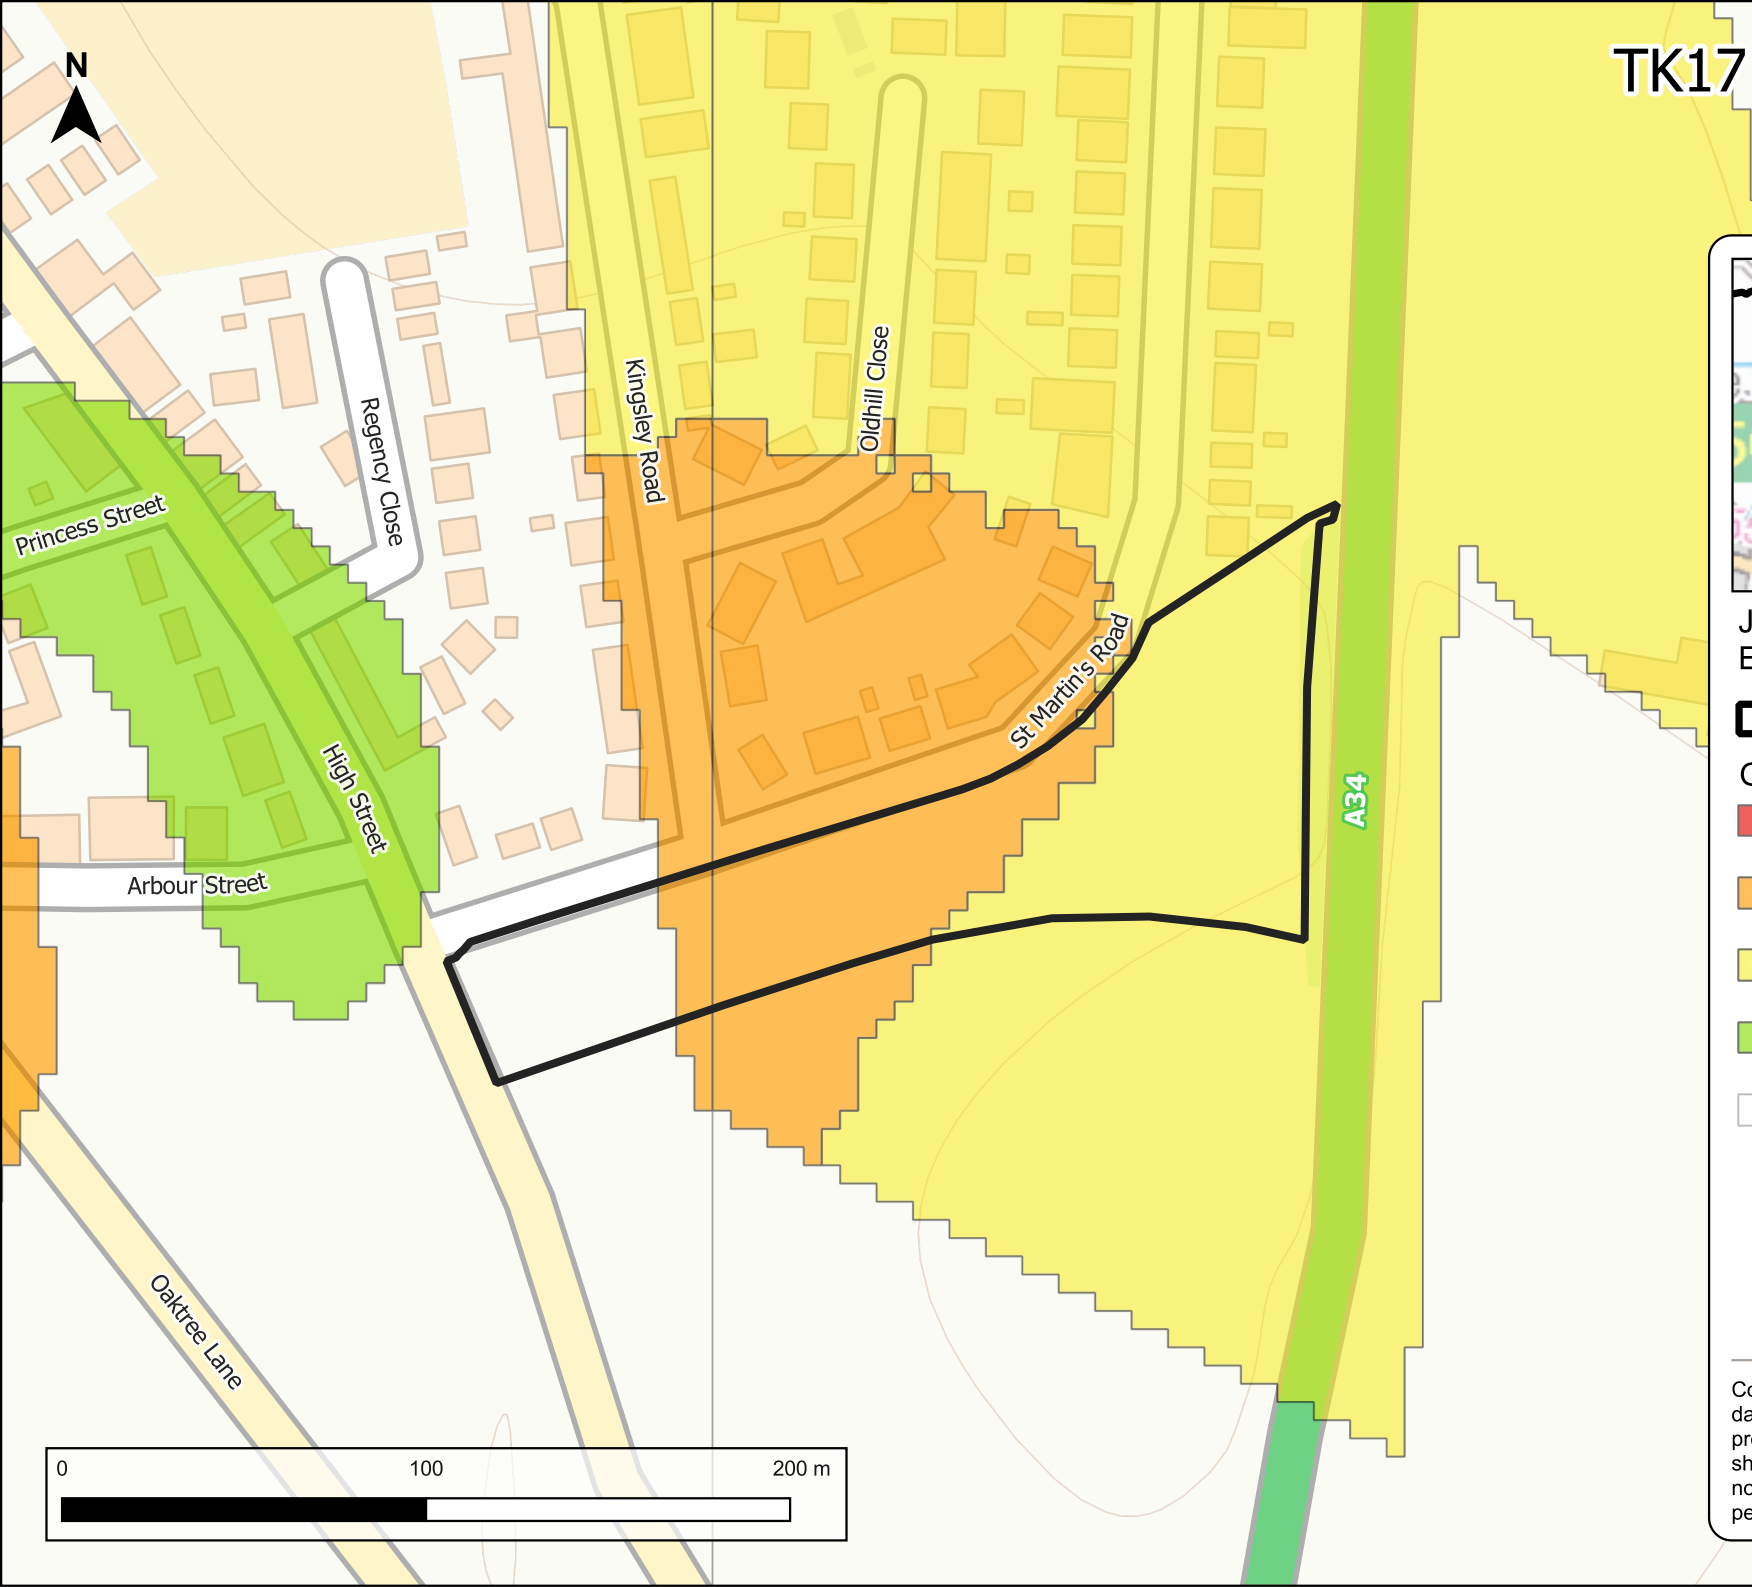 N
TK17
Kingsley Road
Oldhill Close
Regency Close
Princess Street
St Martin's Road
High Street
A34
Arbour Street
Oaktree Lane
0 100 200 m